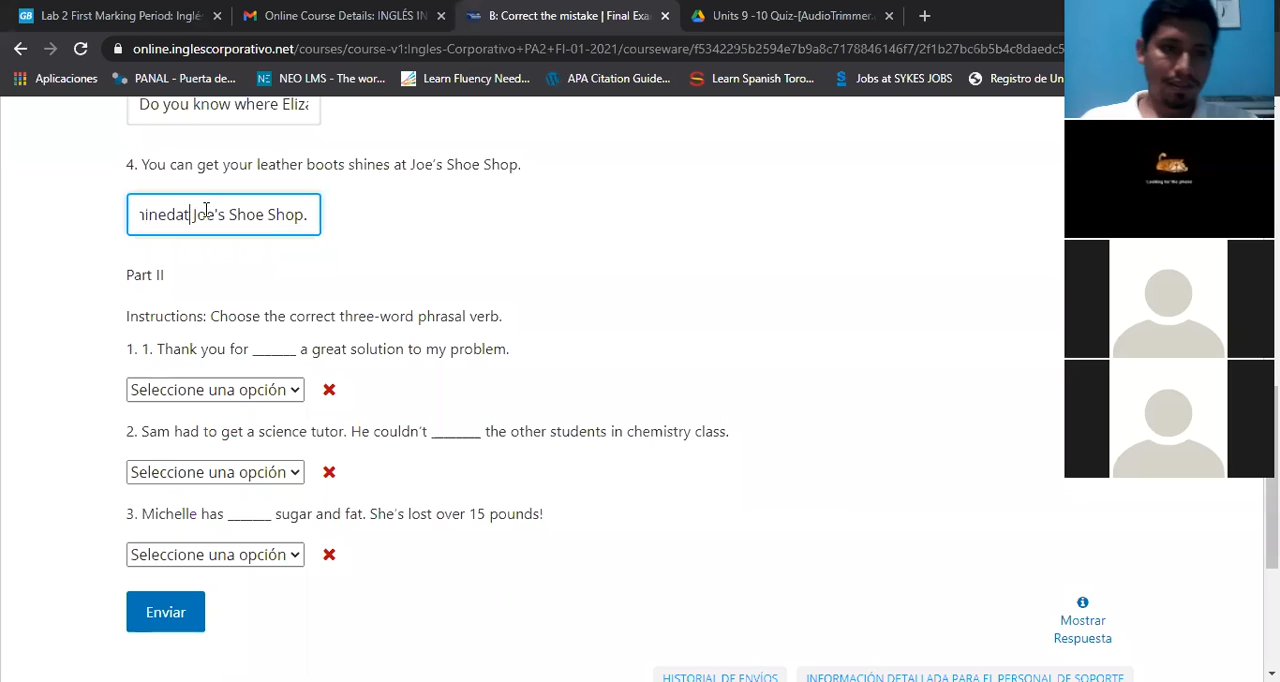 Lab 2 First Marking Period: Inglé
Online Course Details: INGLÉS IN
B: Correct the mistake | Final Exa
Units 9 -10 Quiz-[AudioTrimmer.
online.inglescorporativo.net/courses/course-v1:Ingles-Corporativo+PA2+FI-01-2021/courseware/f5342295b2594e7b9a8c7178846146f7/2f1b27bc6b5b4c8daedc5
Aplicaciones
PANAL - Puerta de...
NEO LMS - The wor...
Learn Fluency Need...
APA Citation Guide...
Learn Spanish Toro...
Jobs at SYKES JOBS
Registro de Un
Do you know where Eliza
4. You can get your leather boots shines at Joe's Shoe Shop.
hinedat Joe's Shoe Shop.
Part II
Instructions: Choose the correct three-word phrasal verb.
1. 1. Thank you for ______ a great solution to my problem.
Seleccione una opción
2. Sam had to get a science tutor. He couldn't _______ the other students in chemistry class.
Seleccione una opción
3. Michelle has ______ sugar and fat. She's lost over 15 pounds!
Seleccione una opción
Enviar
Mostrar
Respuesta
HISTORIAL DE ENVÍOS
INFORMACIÓN DETALLADA PARA EL PERSONAL DE SOPORTE